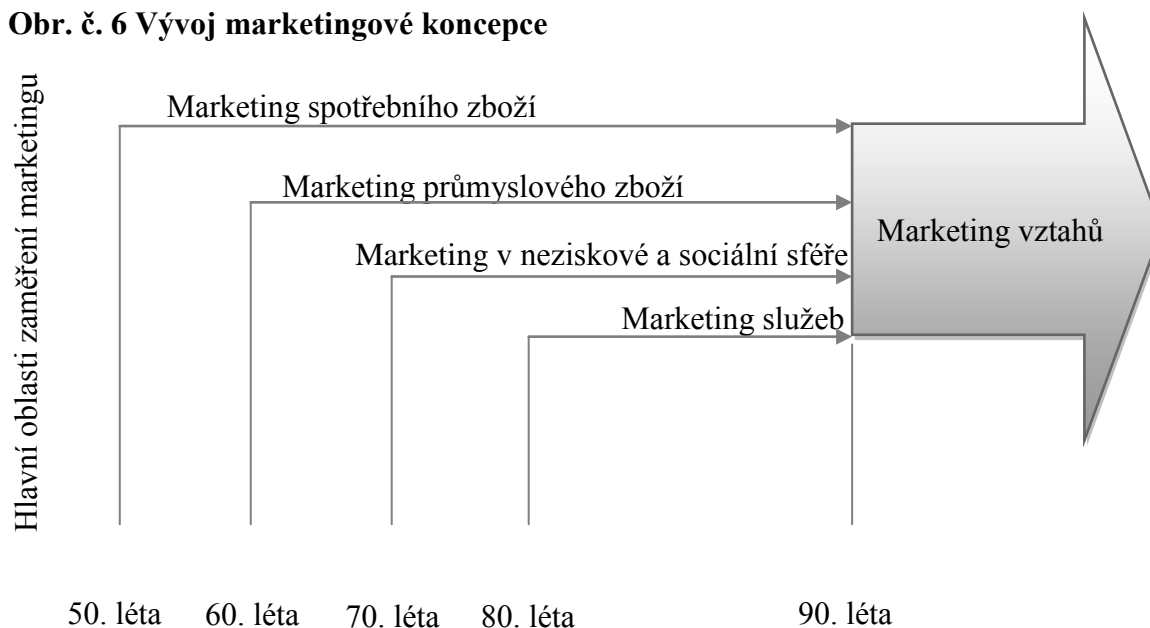 Obr. č. 6 Vývoj marketingové koncepce
Hlavní oblasti zaměření marketingu
Marketing spotřebního zboží
Marketing průmyslového zboží
Marketing v neziskové a sociální sféře
Marketing služeb
Marketing vztahů
50. léta 60. léta 70. léta 80. léta 90. léta